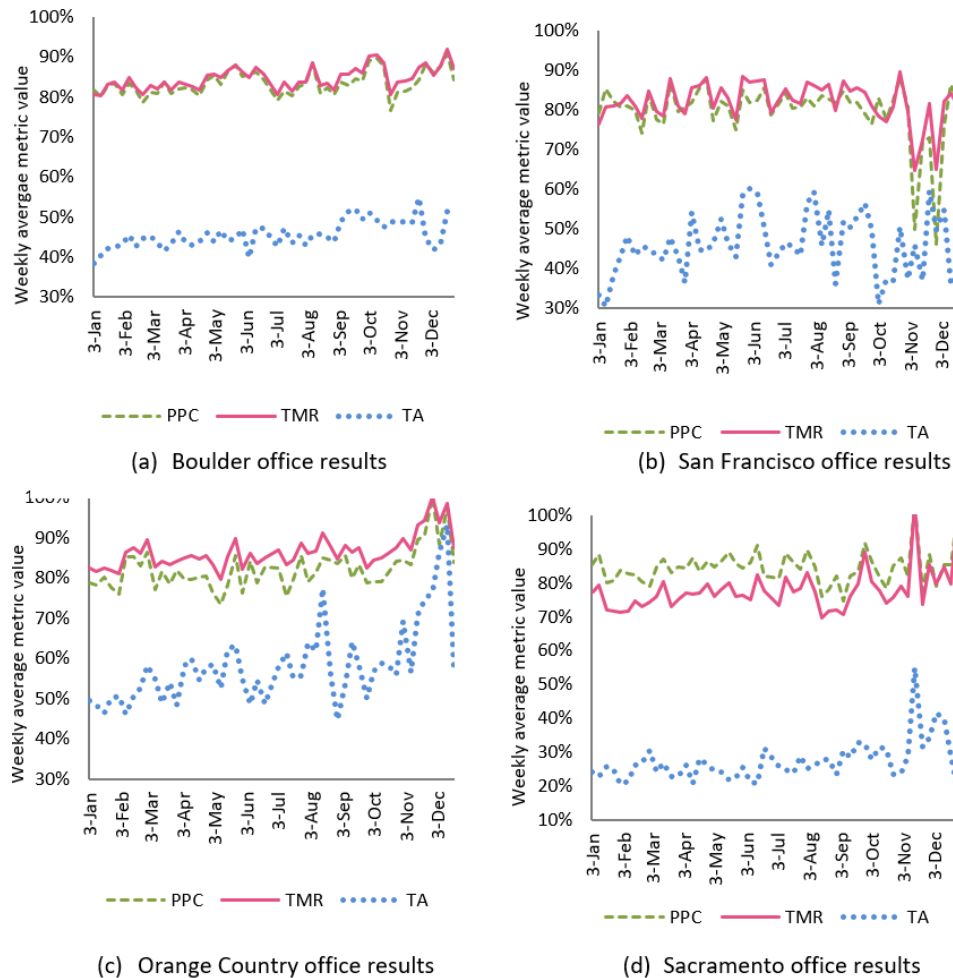 100%
90%
80%
70%
60%
50%
40%
30%
Weekly avergae metric value
3-Jan
3-Feb
3-Mar
3-Apr
3-May
3-Jun
3-Jul
3-Aug
3-Sep
3-Oct
3-Nov
3-Dec
PPC TMR TA
(a) Boulder office results
100%
90%
80%
70%
60%
50%
40%
30%
Weekly average metric value
3-Jan
3-Feb
3-Mar
3-Apr
3-May
3-Jun
3-Jul
3-Aug
3-Sep
3-Oct
3-Nov
3-Dec
PPC TMR TA
(b) San Francisco office results
100%
90%
80%
70%
60%
50%
40%
30%
Weekly average metric value
3-Jan
3-Feb
3-Mar
3-Apr
3-May
3-Jun
3-Jul
3-Aug
3-Sep
3-Oct
3-Nov
3-Dec
PPC TMR TA
(c) Orange Country office results
100%
90%
80%
70%
60%
50%
40%
30%
20%
10%
Weekly average metric value
3-Jan
3-Feb
3-Mar
3-Apr
3-May
3-Jun
3-Jul
3-Aug
3-Sep
3-Oct
3-Nov
3-Dec
PPC TMR TA
(d) Sacramento office results